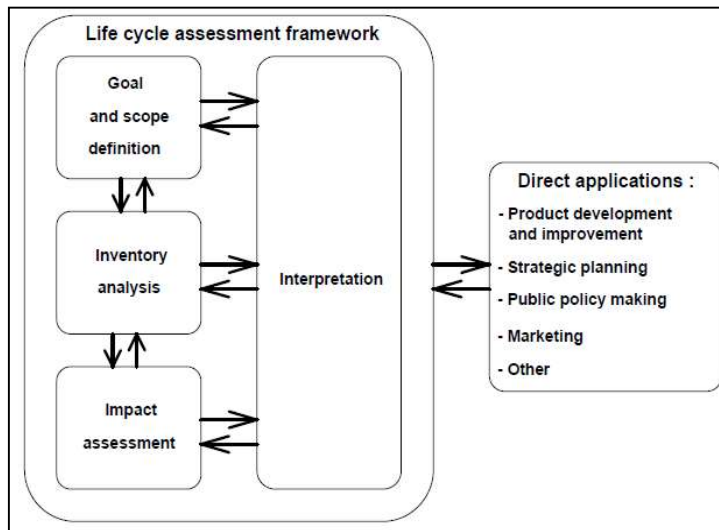 Life cycle assessment framework
Goal
and scope
definition
Inventory
analysis
Impact
assessment
Interpretation
Direct applications :
- Product development
and improvement
- Strategic planning
- Public policy making
- Marketing
- Other